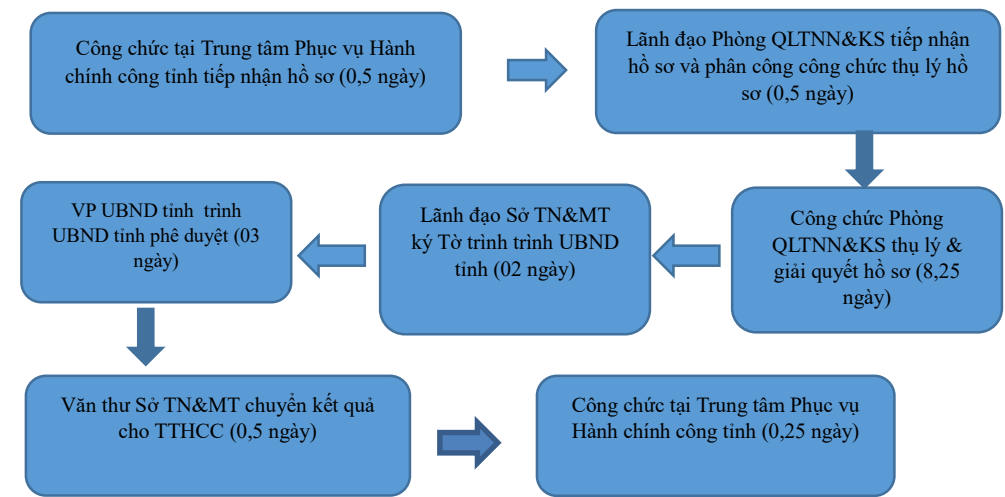 Công chức tại Trung tâm Phục vụ Hành
chính công tỉnh tiếp nhận hồ sơ (0,5 ngày)
Lãnh đạo Phòng QLTNN&KS tiếp nhận
hồ sơ và phân công công chức thụ lý hồ
sơ (0,5 ngày)
Công chức Phòng
QLTNN&KS thụ lý &
giải quyết hồ sơ (8,25
ngày)
Lãnh đạo Sở TN&MT
ký Tờ trình trình UBND
tỉnh (02 ngày)
VP UBND tỉnh trình
UBND tỉnh phê duyệt (03
ngày)
Văn thư Sở TN&MT chuyển kết quả
cho TTHCC (0,5 ngày)
Công chức tại Trung tâm Phục vụ
Hành chính công tỉnh (0,25 ngày)